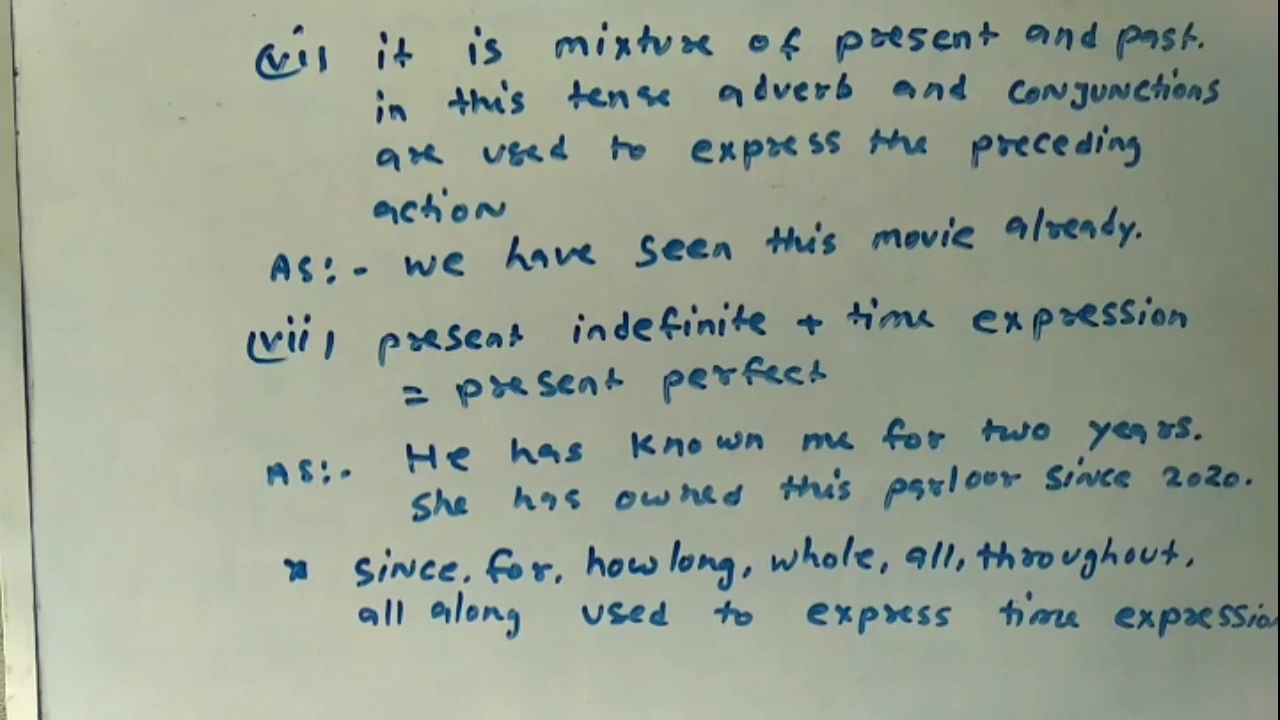 (vi) it is mixture of present and past.
in this tense adverb and conjunctions
are used to express the preceding
action
As:- we have seen this movie already.
(vii) present indefinite + time expression
= present perfect
As:- He has known me for two years.
She has owned this parloor since 2020.
* since, for, how long, whole, all, throughout,
all along used to express time expression